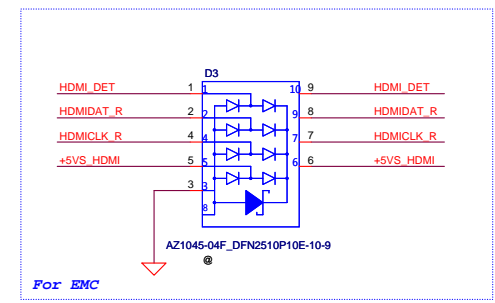 D3
HDMI_DET 1 1 10 9 HDMI_DET
HDMIDAT_R 2 2 9 8 HDMIDAT_R
HDMICLK_R 4 4 7 7 HDMICLK_R
+5VS_HDMI 5 5 6 6 +5VS_HDMI
3 3
8
AZ1045-04F_DFN2510P10E-10-9
@
For EMC